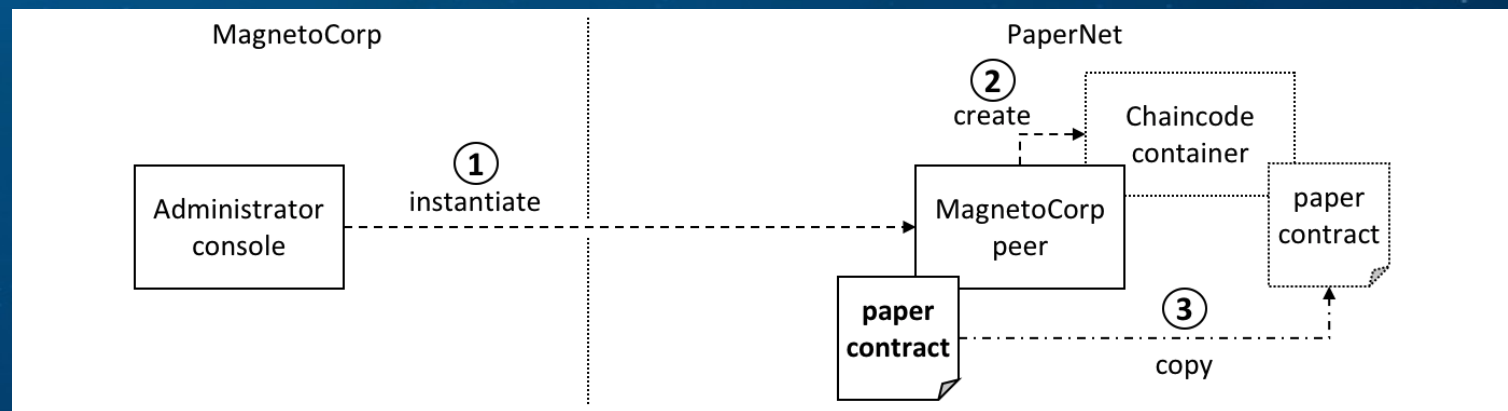 MagnetoCorp
PaperNet
2
create
Chaincode
container
1
instantiate
Administrator
console
MagnetoCorp
peer
paper
contract
paper
contract
3
copy